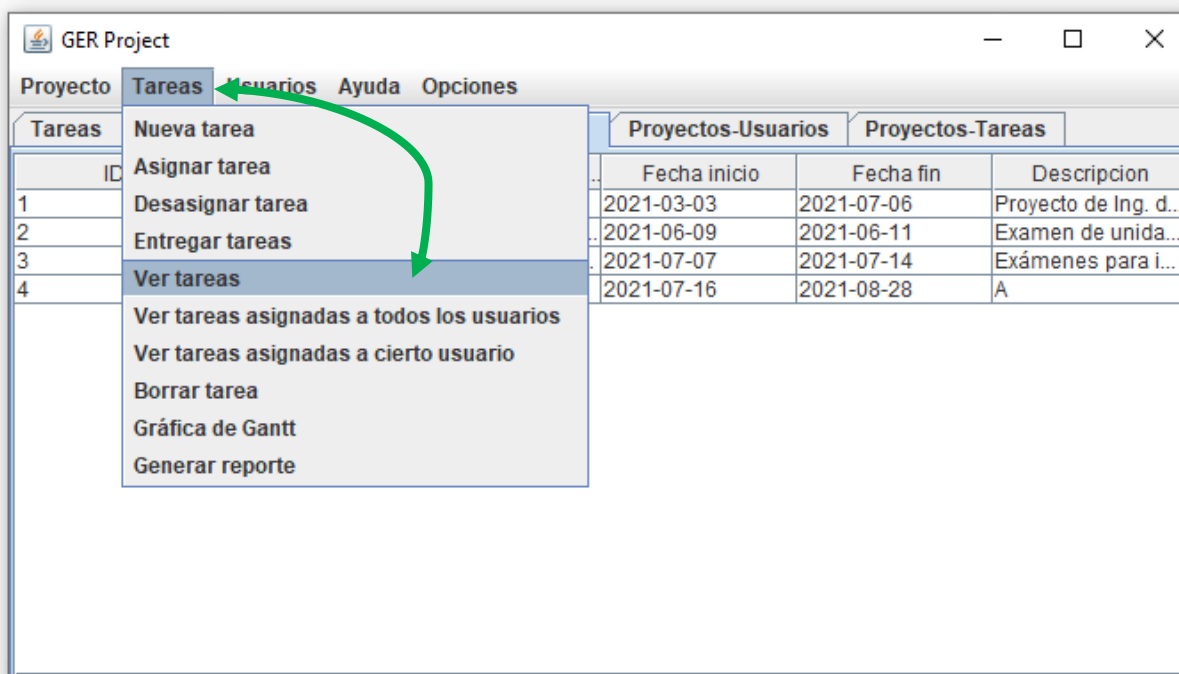 GER Project
Proyecto Tareas Usuarios Ayuda Opciones
Tareas Proyectos-Usuarios Proyectos-Tareas
ID Fecha inicio Fecha fin Descripcion
1 2021-03-03 2021-07-06 Proyecto de Ing. d...
2 2021-06-09 2021-06-11 Examen de unida...
3 2021-07-07 2021-07-14 Exámenes para i...
4 2021-07-16 2021-08-28 A
Nueva tarea
Asignar tarea
Desasignar tarea
Entregar tareas
Ver tareas
Ver tareas asignadas a todos los usuarios
Ver tareas asignadas a cierto usuario
Borrar tarea
Gráfica de Gantt
Generar reporte